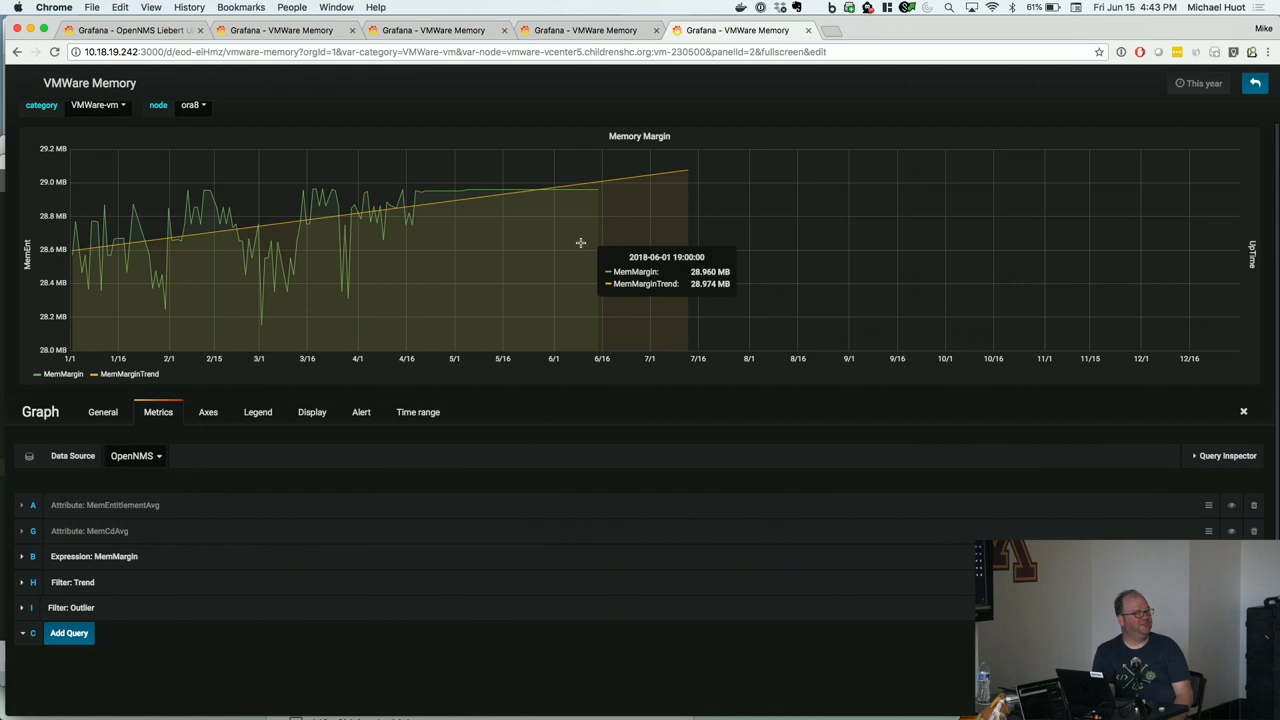 Chrome File Edit View History Bookmarks People Window Help 61% Fri Jun 15 4:43 PM Michael Huot
Grafana - OpenNMS Liebert U × Grafana - VMWare Memory × Grafana - VMWare Memory × Grafana - VMWare Memory × Grafana - VMWare Memory × Mike
10.18.19.242:3000/d/eod-eiHmz/vmware-memory?orgId=1&var-category=VMWare-vm&var-node=vmware-vcenter5.childrenshc.org:vm-230500&panelId=2&fullscreen&edit
VMWare Memory
This year
category VMWare-vm node ora8
Memory Margin
29.2 MB
29.0 MB
28.8 MB
28.6 MB
28.4 MB
28.2 MB
28.0 MB
MemEnt
UpTime
2018-06-01 19:00:00
MemMargin: 28.960 MB
MemMarginTrend: 28.974 MB
1/1 1/16 2/1 2/15 3/1 3/16 4/1 4/16 5/1 5/16 6/1 6/16 7/1 7/16 8/1 8/16 9/1 9/16 10/1 10/16 11/1 11/15 12/1 12/16
MemMargin MemMarginTrend
Graph General Metrics Axes Legend Display Alert Time range
Data Source OpenNMS Query Inspector
A Attribute: MemEntitlementAvg
G Attribute: MemCdAvg
B Expression: MemMargin
H Filter: Trend
I Filter: Outlier
C Add Query